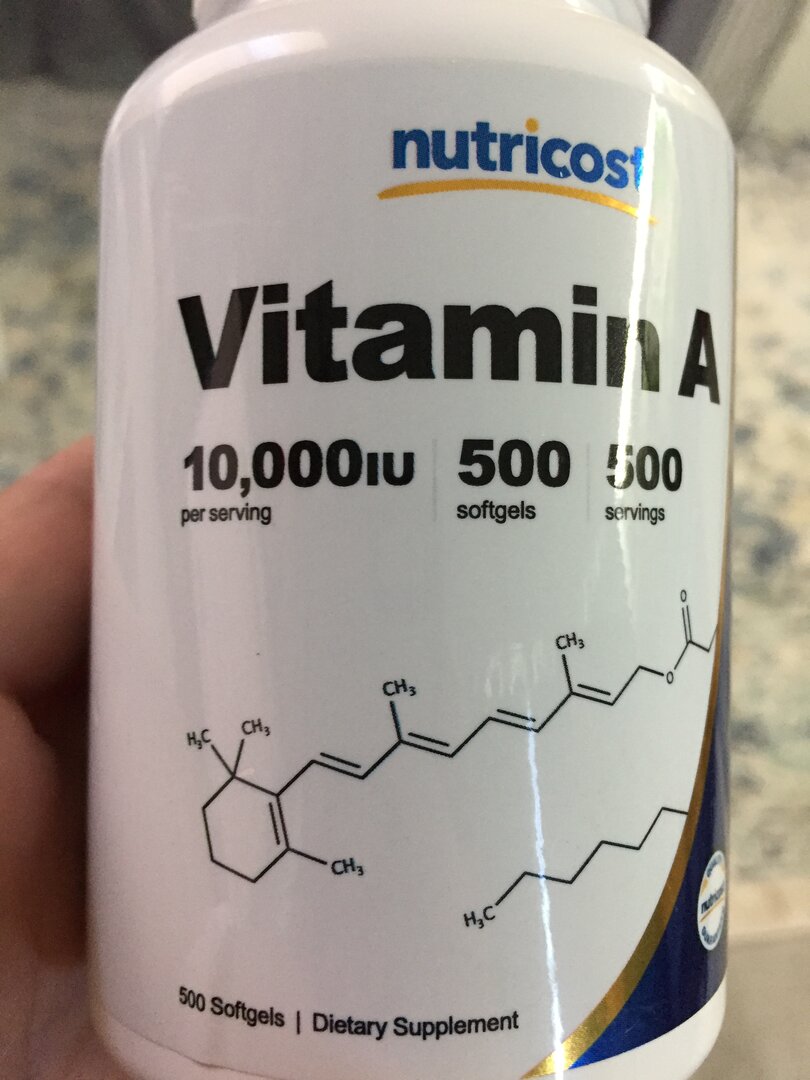 nutricost
Vitamin A
10,000IU 500 500
per serving softgels servings
O
CH₃
O
CH₃
H₃C CH₃
CH₃
H₃C
nutricost
500 Softgels | Dietary Supplement